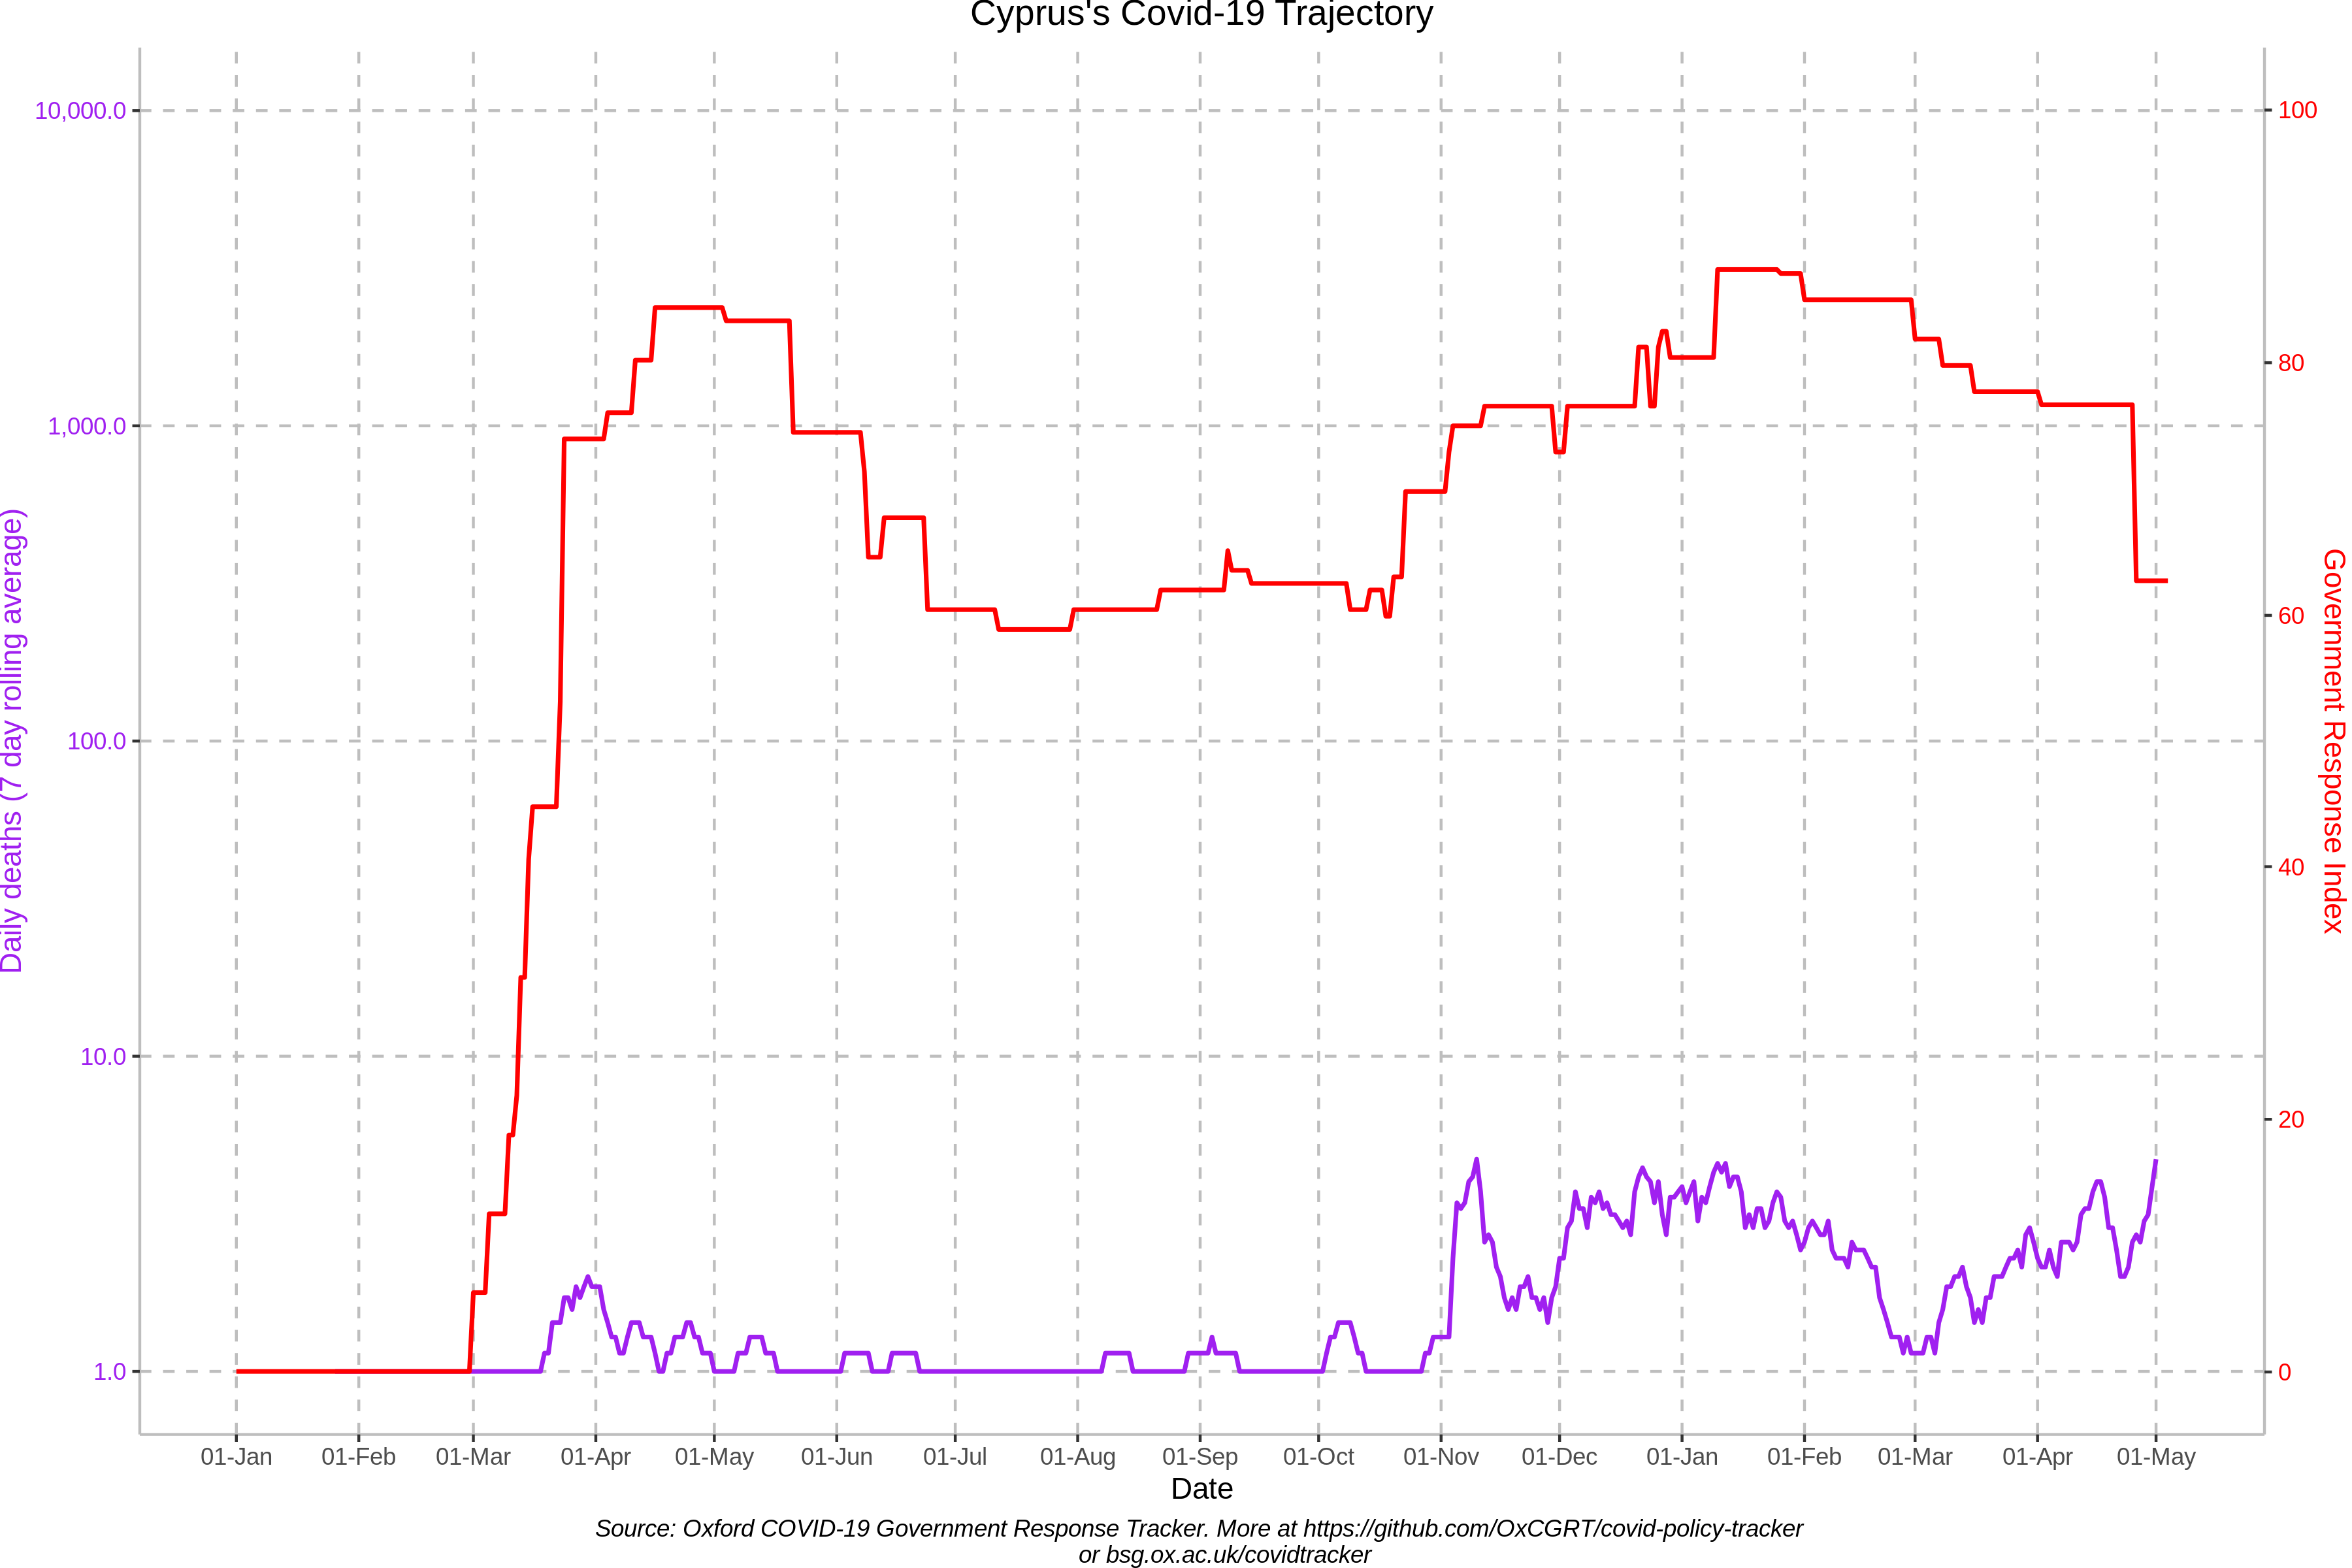 Cyprus's Covid-19 Trajectory
10,000.0
1,000.0
100.0
10.0
1.0
Daily deaths (7 day rolling average)
100
80
60
40
20
0
Government Response Index
01-Jan
01-Feb
01-Mar
01-Apr
01-May
01-Jun
01-Jul
01-Aug
01-Sep
01-Oct
01-Nov
01-Dec
01-Jan
01-Feb
01-Mar
01-Apr
01-May
Date
Source: Oxford COVID-19 Government Response Tracker. More at https://github.com/OxCGRT/covid-policy-tracker
or bsg.ox.ac.uk/covidtracker